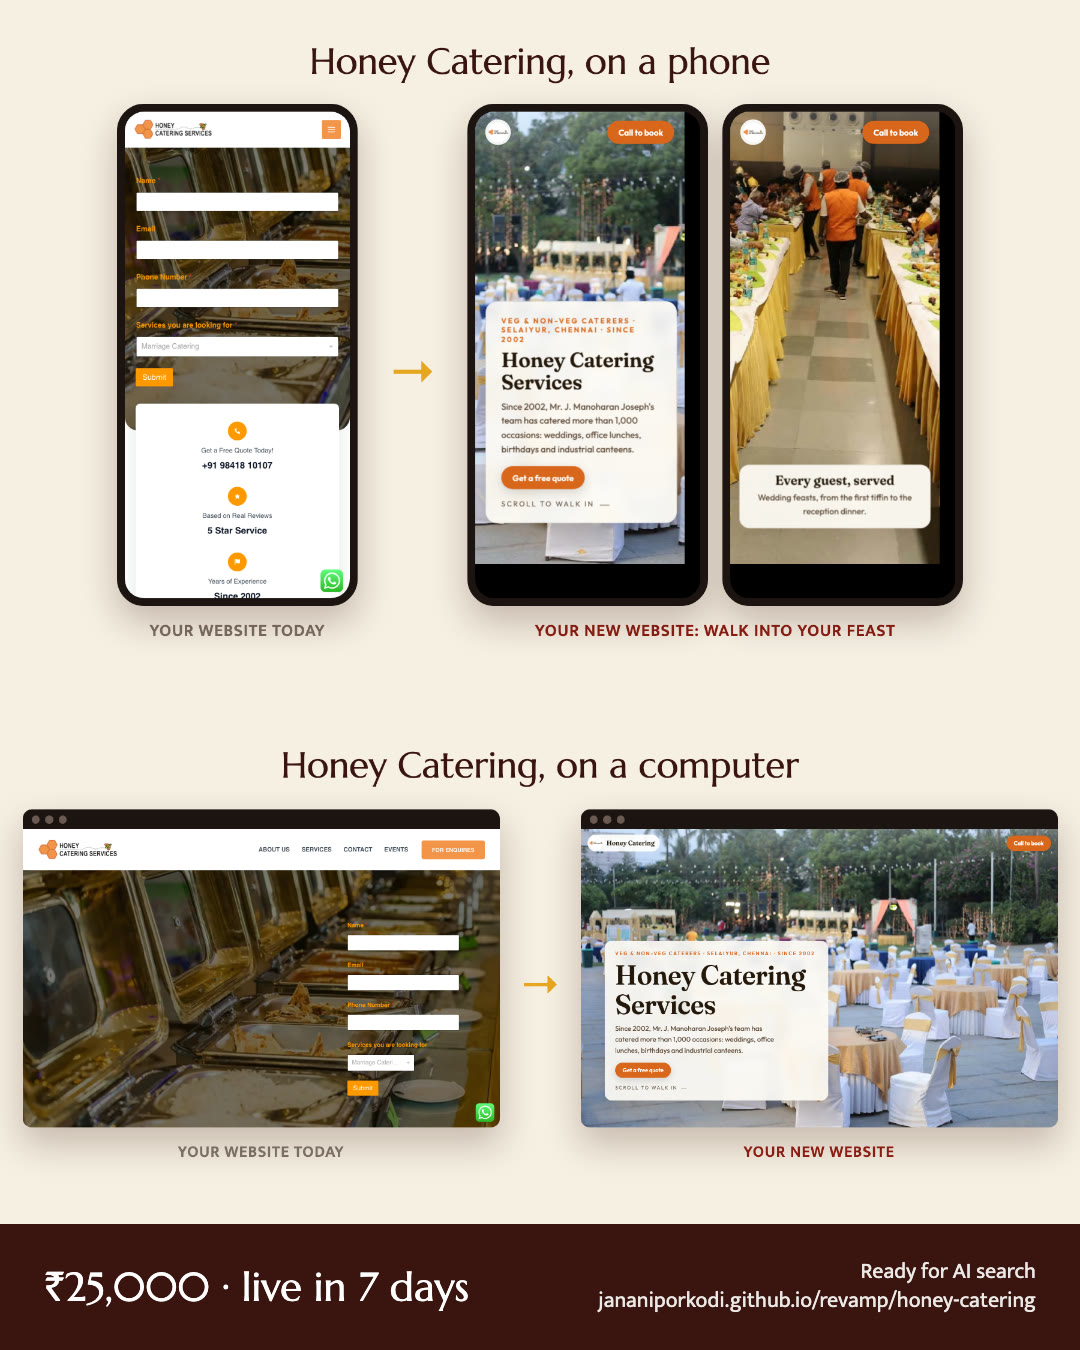 Honey Catering, on a phone
HONEY
CATERING SERVICES
Name *
Email
Phone Number
Services you are looking for
Marriage Catering
Submit
Get a Free Quote Today!
+91 98418 10107
Based on Real Reviews
5 Star Service
Years of Experience
Since 2002
YOUR WEBSITE TODAY
Call to book
VEG & NON-VEG CATERERS ·
SELAIYUR, CHENNAI · SINCE
2002
Honey Catering
Services
Since 2002, Mr. J. Manoharan Joseph's
team has catered more than 1,000
occasions: weddings, office lunches,
birthdays and industrial canteens.
Get a free quote
SCROLL TO WALK IN
Call to book
Every guest, served
Wedding feasts, from the first tiffin to the
reception dinner.
YOUR NEW WEBSITE: WALK INTO YOUR FEAST
Honey Catering, on a computer
HONEY
CATERING SERVICES
ABOUT US SERVICES CONTACT EVENTS FOR ENQUIRES
Name
Email
Phone Number
Services you are looking for
Marriage Cateri
Submit
YOUR WEBSITE TODAY
Honey Catering
Call to book
VEG & NON-VEG CATERERS · SELAIYUR, CHENNAI · SINCE 2002
Honey Catering
Services
Since 2002, Mr. J. Manoharan Joseph's team has
catered more than 1,000 occasions: weddings, office
lunches, birthdays and industrial canteens.
Get a free quote
SCROLL TO WALK IN
YOUR NEW WEBSITE
₹25,000 · live in 7 days
Ready for AI search
jananiporkodi.github.io/revamp/honey-catering